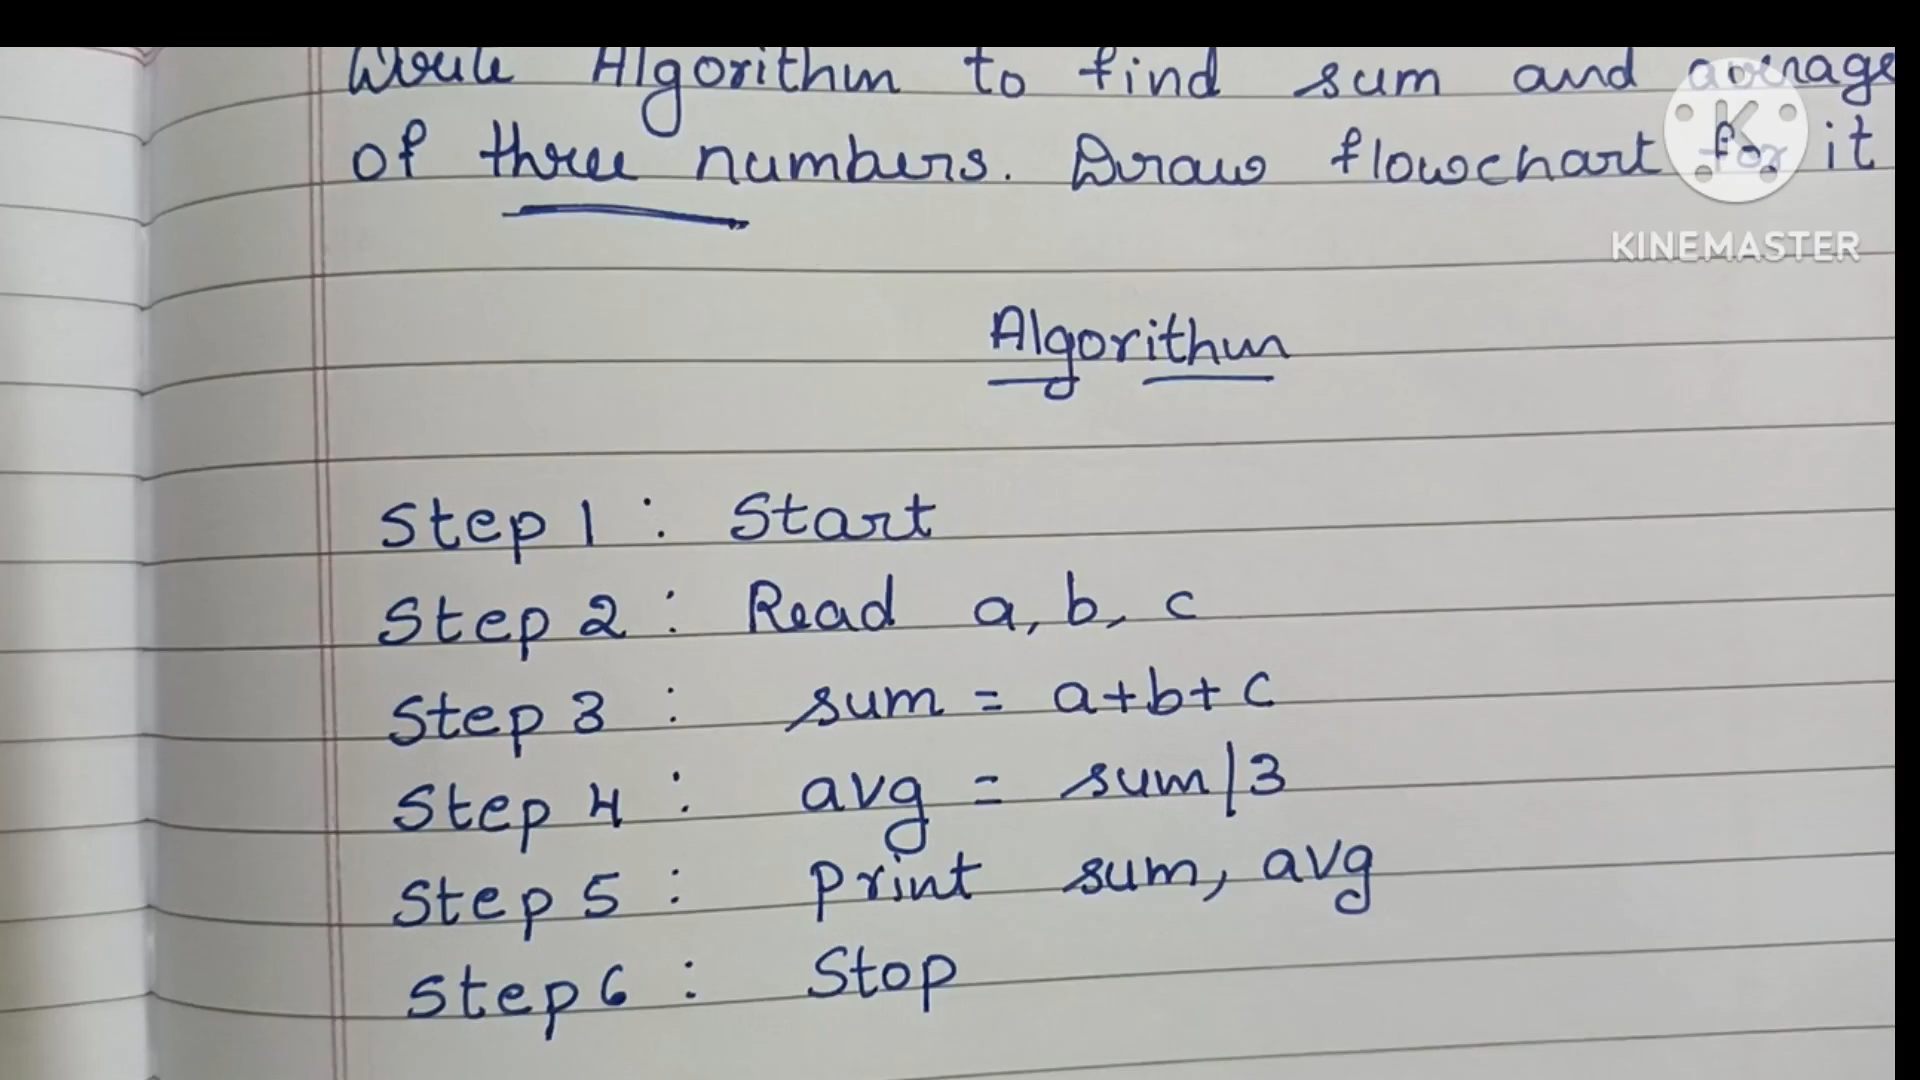 Write Algorithm to find sum and average
of three numbers. Draw flowchart for it
KINEMASTER
Algorithm
Step 1 : Start
Step 2 : Read a, b, c
Step 3 : sum = a+b+c
Step 4 : avg = sum/3
Step 5 : print sum, avg
Step 6 : Stop